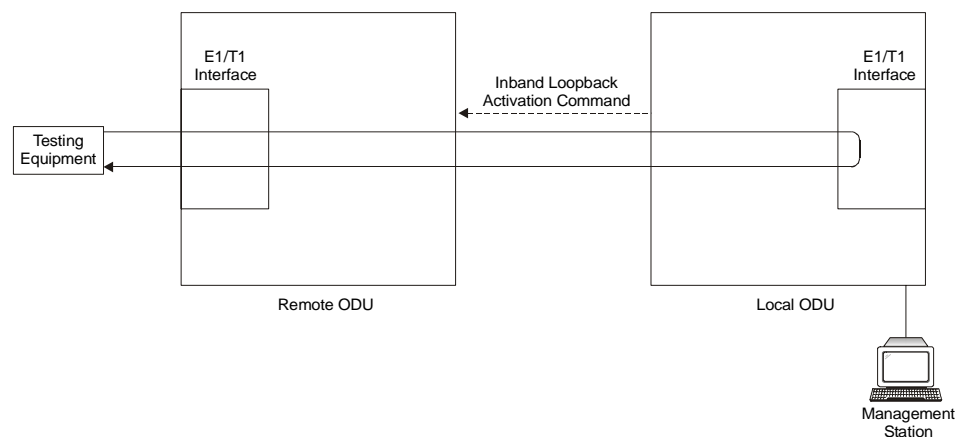 E1/T1
Interface
E1/T1
Interface
Inband Loopback
Activation Command
Testing
Equipment
Remote ODU
Local ODU
Management
Station